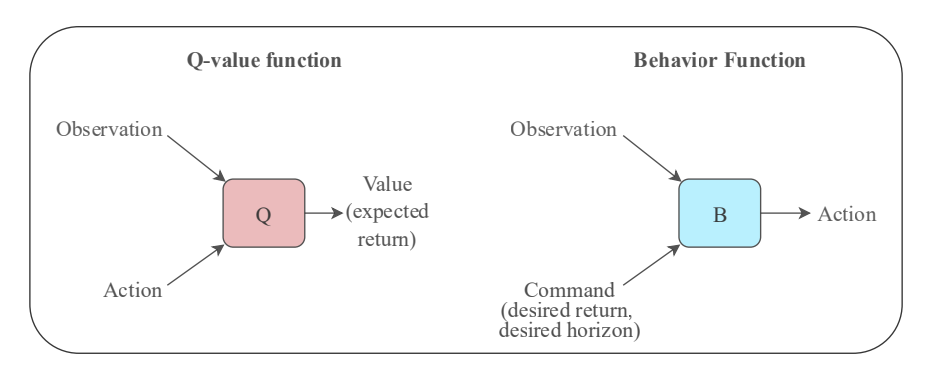 Q-value function
Observation
Q
Value
(expected
return)
Action
Behavior Function
Observation
B
Action
Command
(desired return,
desired horizon)